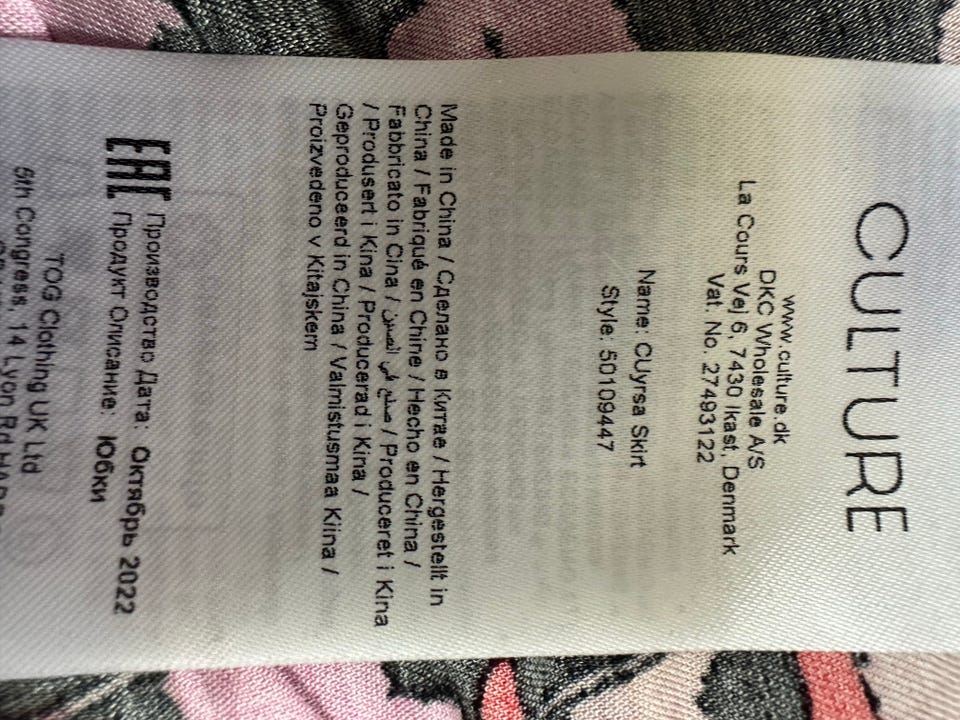 CULTURE
www.culture.dk
DKC Wholesale A/S
La Cours Vej 6, 7430 Ikast, Denmark
Vat. No. 27493122
Name: CUyrsa Skirt
Style: 50109447
Made in China / Сделано в Китае / Hergestellt in
China / Fabriqué en Chine / Hecho en China /
Fabbricato in Cina / صنع في الصين / Produceret i Kina
/ Produsert i Kina / Producerad i Kina /
Geproduceerd in China / Valmistusmaa Kiina /
Proizvedeno v Kitajskem
EAC
Производство Дата: Октябрь 2022
Продукт Описание: Юбки
TOG Clothing UK Ltd
6th Congress, 14 Lyon Rd